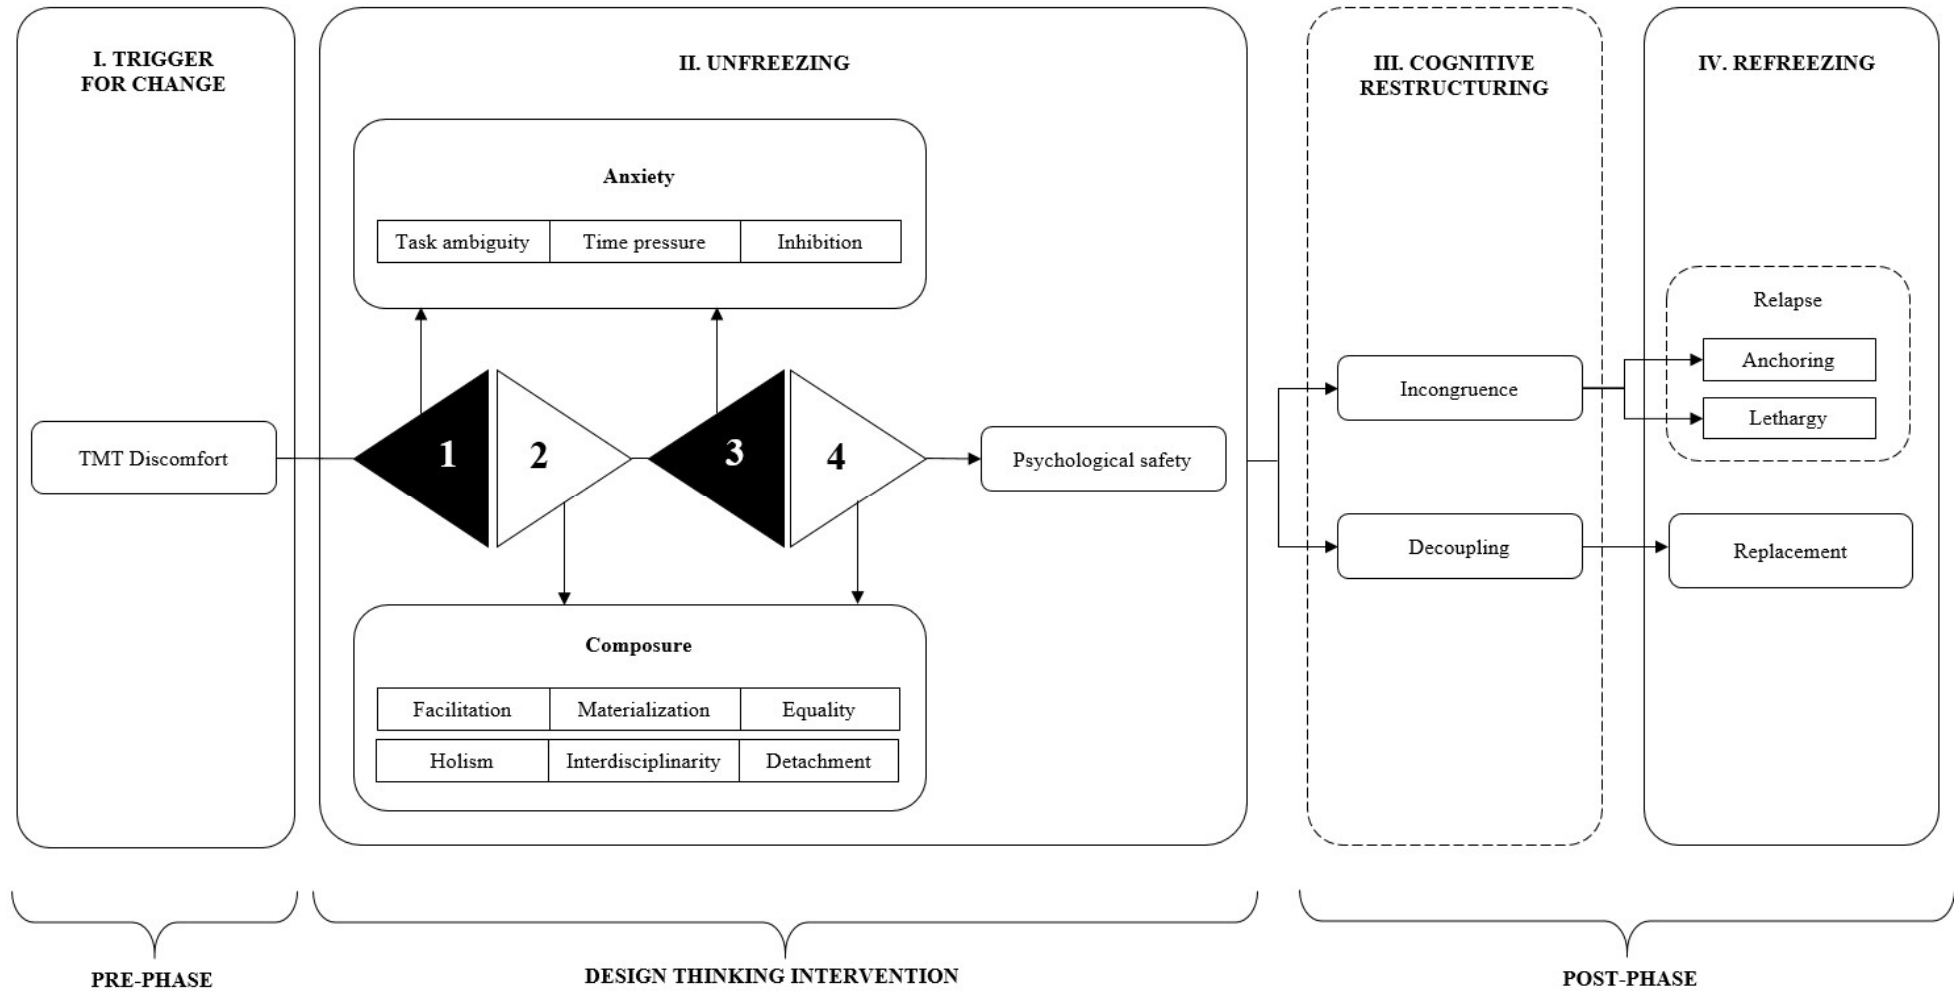 I. TRIGGER
FOR CHANGE
TMT Discomfort
II. UNFREEZING
Anxiety
Task ambiguity
Time pressure
Inhibition
1
2
3
4
Composure
Facilitation
Materialization
Equality
Holism
Interdisciplinarity
Detachment
Psychological safety
III. COGNITIVE
RESTRUCTURING
Incongruence
Decoupling
IV. REFREEZING
Relapse
Anchoring
Lethargy
Replacement
PRE-PHASE
DESIGN THINKING INTERVENTION
POST-PHASE